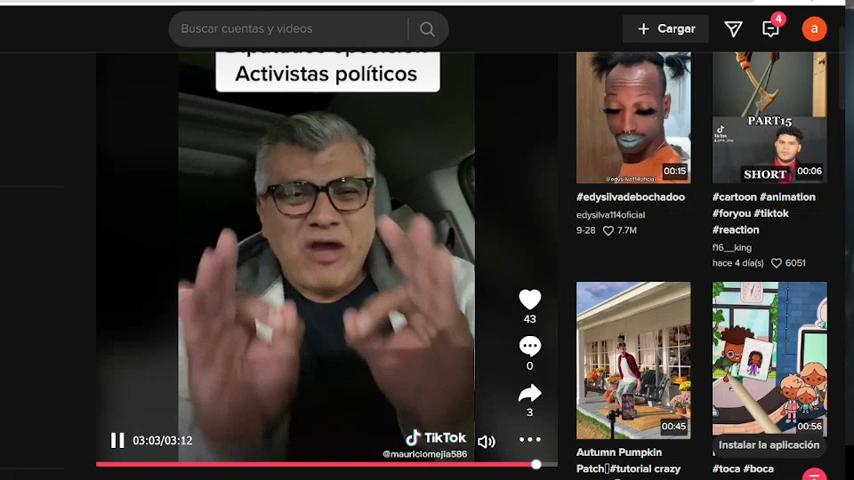 Buscar cuentas y videos
Cargar
4
a
Activistas políticos
43
0
3
03:03/03:12
TikTok
@mauriciomejia586
@edysilva114oficial
00:15
#edysilvadebochadoo
edysilva114oficial
9-28 7.7M
PART15
TikTok
SHORT
00:06
#cartoon #animation
#foryou #tiktok
#reaction
f16__king
hace 4 día(s) 6051
00:45
Autumn Pumpkin
Patch #tutorial crazy
00:56
Instalar la aplicación
#toca #boca